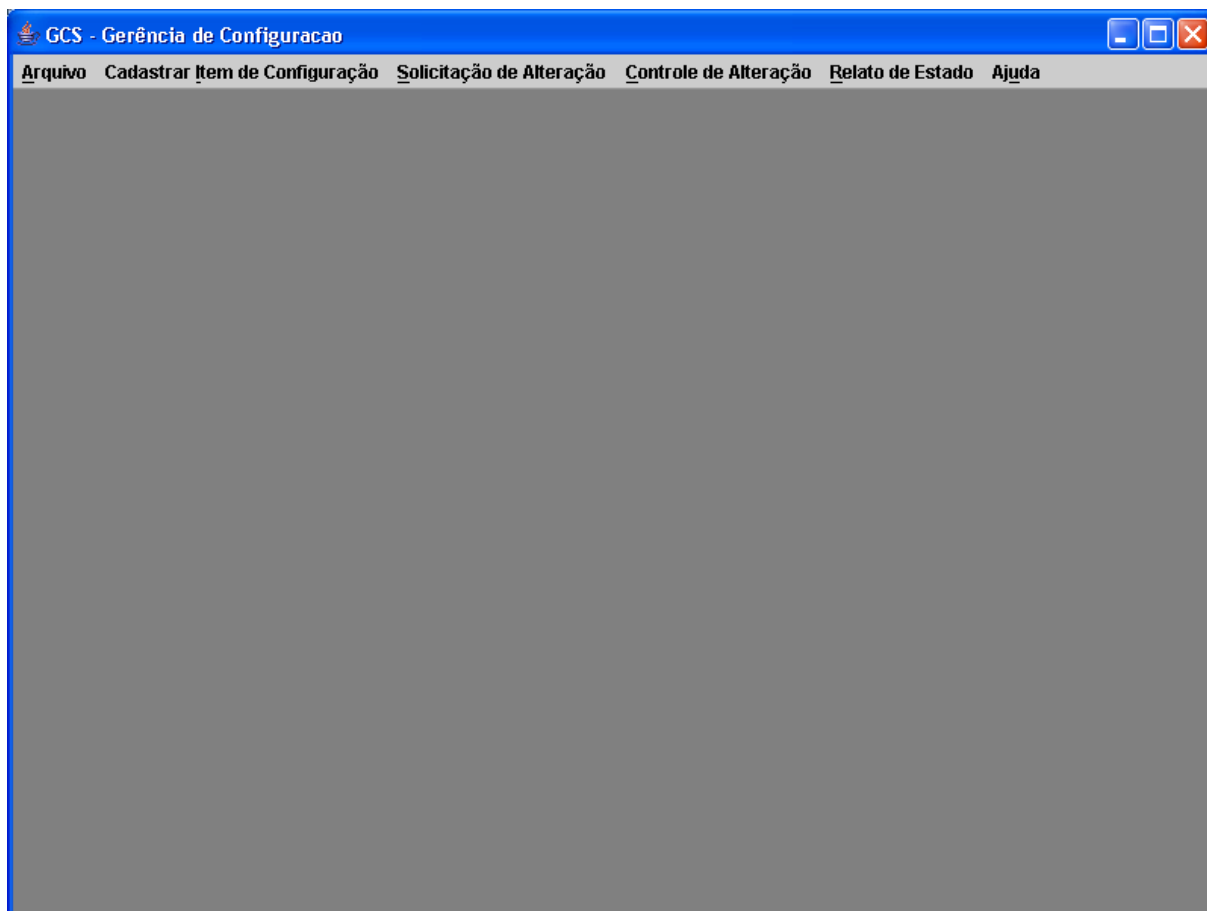 GCS - Gerência de Configuracao
Arquivo Cadastrar Item de Configuração Solicitação de Alteração Controle de Alteração Relato de Estado Ajuda